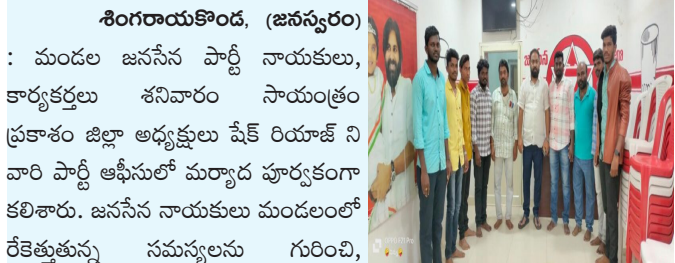 శింగరాయకొండ, (జనస్వరం)
: మండల జనసేన పార్టీ నాయకులు,
కార్యకర్తలు శనివారం సాయంత్రం
ప్రకాశం జిల్లా అధ్యక్షులు షేక్ రియాజ్ ని
వారి పార్టీ ఆఫీసులో మర్యాద పూర్వకంగా
కలిశారు. జనసేన నాయకులు మండలంలో
రేకెత్తుతున్న సమస్యలను గురించి,